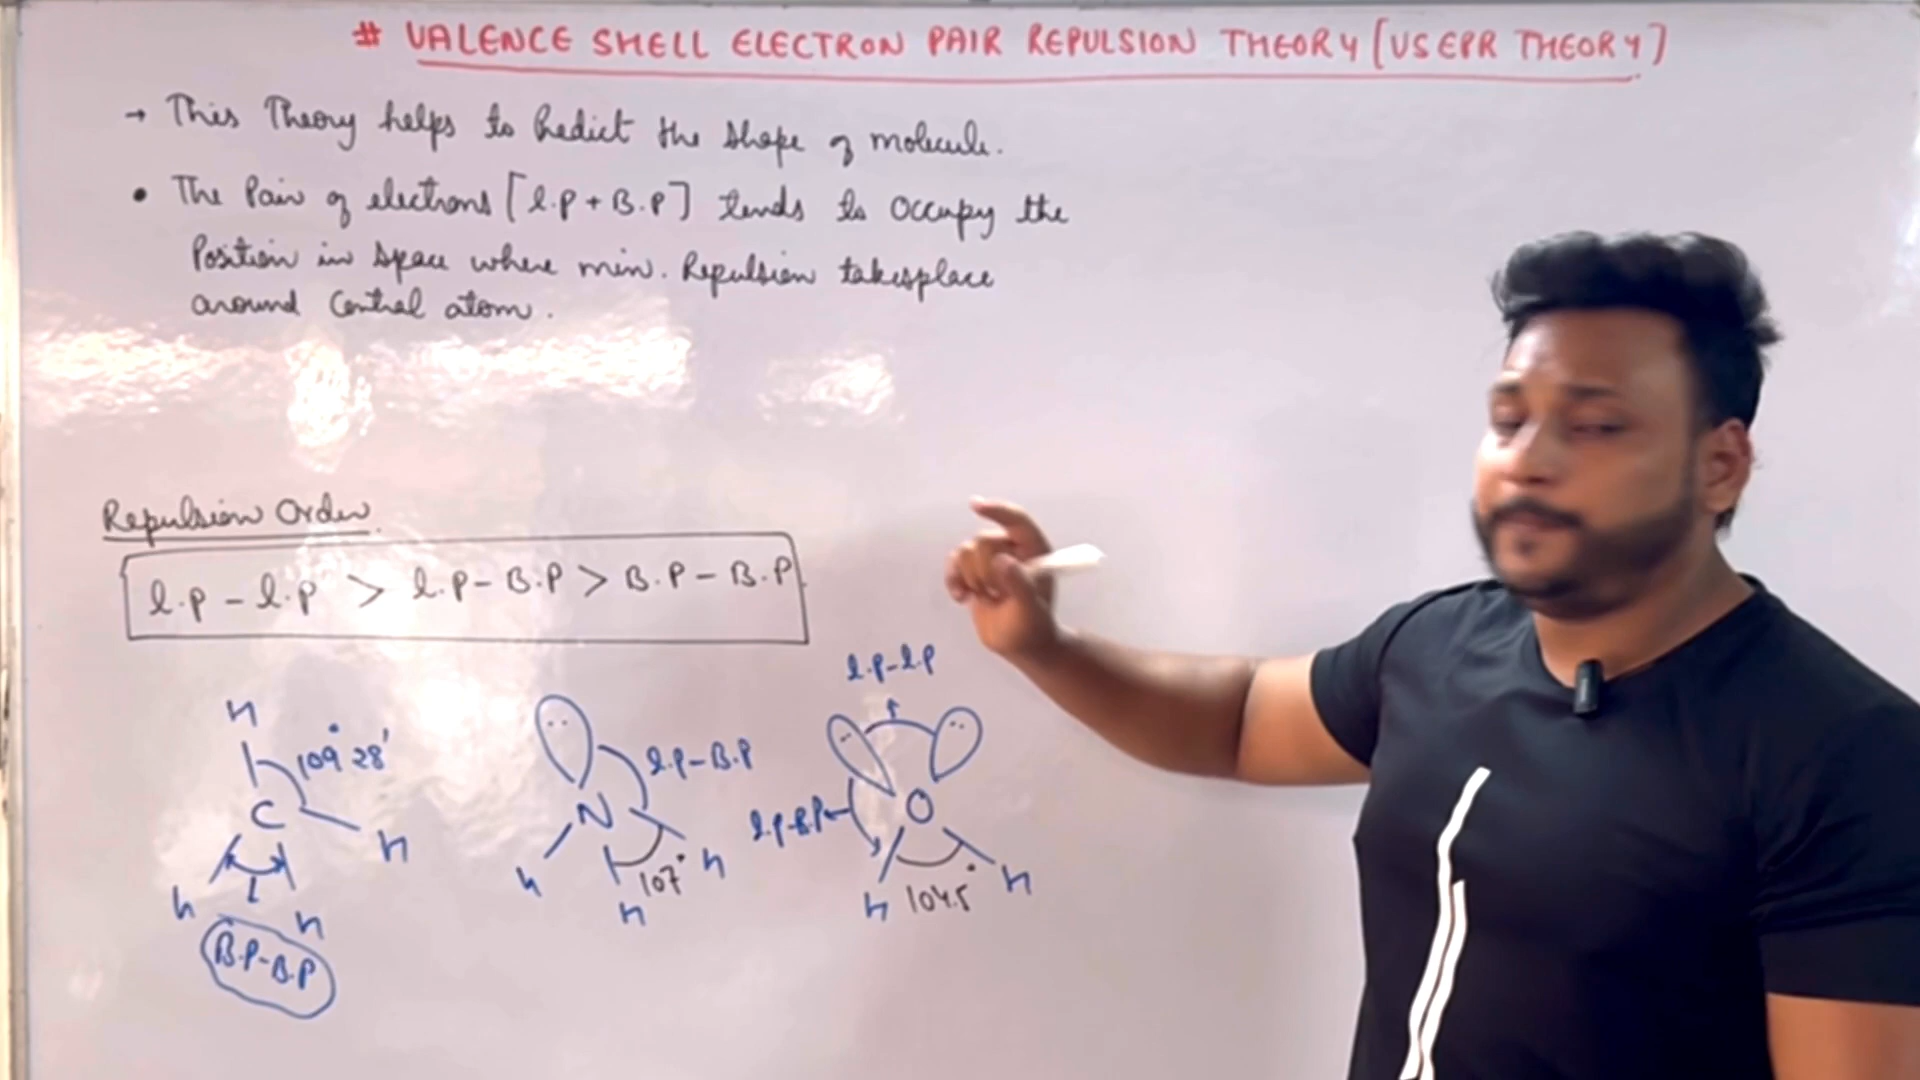 # VALENCE SHELL ELECTRON PAIR REPULSION THEORY [VSEPR THEORY]
→ This Theory helps to Predict the shape of molecule.
• The Pair of electrons [l.p + B.P] tends to occupy the
Position in space where min. Repulsion takesplace
around Central atom.
Repulsion Order
l.p - l.p > l.p - B.P > B.P - B.P
H
109°28'
C
H
H
H
B.P-B.P
l.p-B.P
N
H
H
H
107°
l.p-l.p
l.p-B.P
O
H
H
104.5°